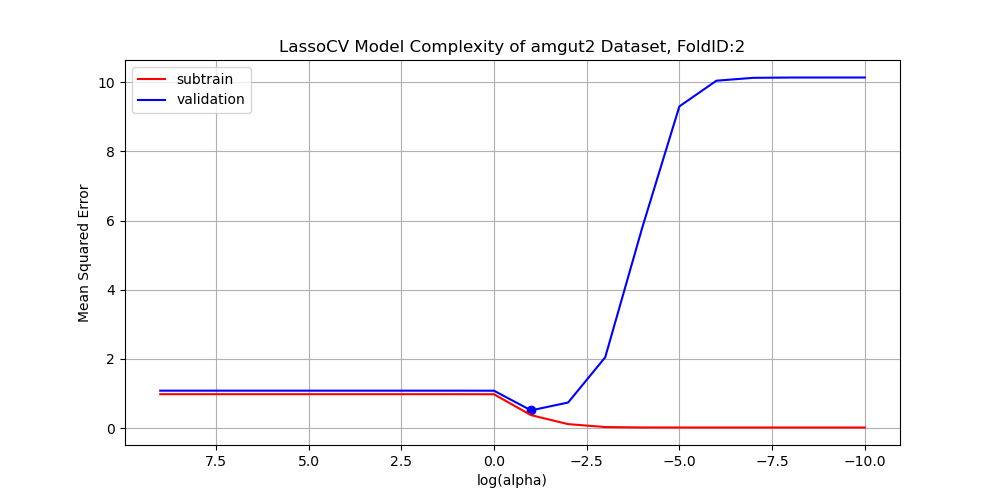 LassoCV Model Complexity of amgut2 Dataset, FoldID:2
subtrain
validation
10
8
6
4
2
0
Mean Squared Error
7.5 5.0 2.5 0.0 −2.5 −5.0 −7.5 −10.0
log(alpha)